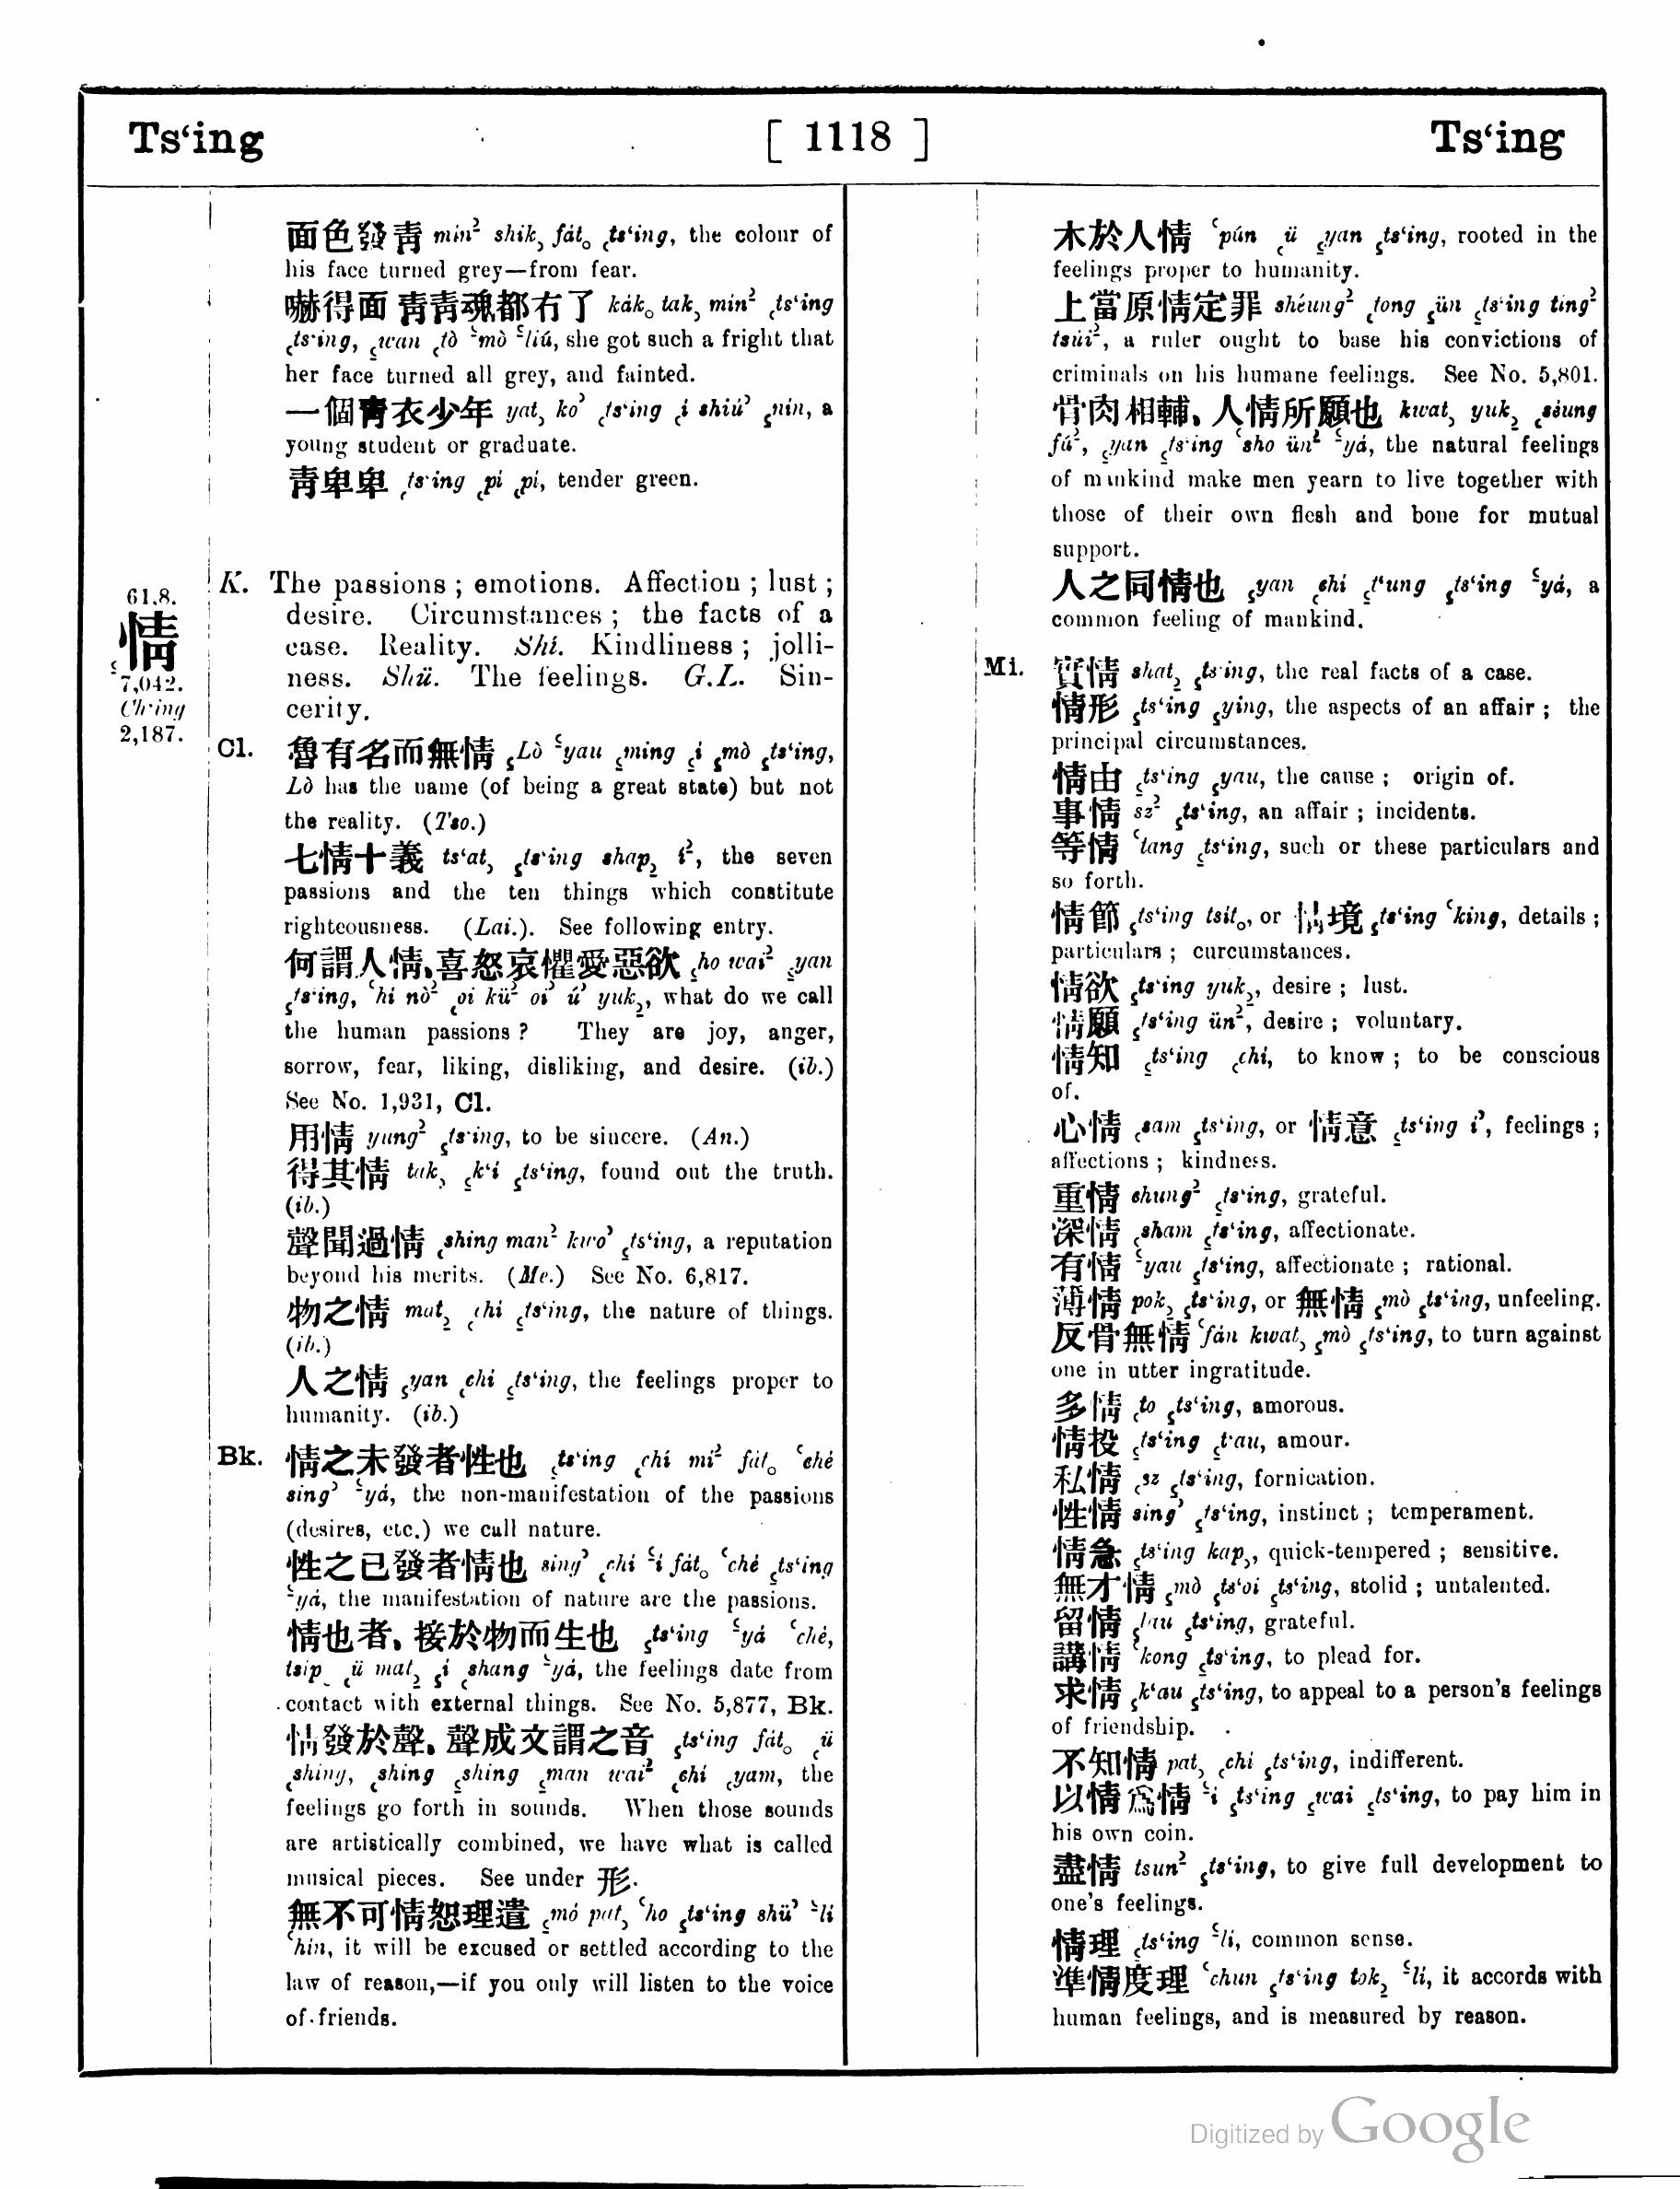 Ts‘ing [ 1118 ] Ts‘ing
面色發靑 mín² shik, fát。 ts‘ing, the colour of
his face turned grey—from fear.
嚇得面靑靑魂都冇了 kák。 tak, mín² ts‘ing
ts‘ing, wan tò mò liú, she got such a fright that
her face turned all grey, and fainted.
一個靑衣少年 yat, ko’ ts‘ing i shiú’ nín, a
young student or graduate.
靑卑卑 ts‘ing pi pi, tender green.
61.8.
情
7,042.
Ch‘ing
2,187.
K. The passions ; emotions. Affection ; lust ;
desire. Circumstances ; the facts of a
case. Reality. Shí. Kindliness ; jolli-
ness. Shü. The feelings. G.L. Sin-
cerity.
Cl. 魯有名而無情 Lò yau ming í mò ts‘ing,
Lò has the name (of being a great state) but not
the reality. (Tso.)
七情十義 ts‘at, ts‘ing shap, í², the seven
passions and the ten things which constitute
righteousness. (Lai.). See following entry.
何謂人情、喜怒哀懼愛惡欲 ho wai² yan
ts‘ing, hí nò² oi kü² oi’ ú’ yuk, what do we call
the human passions ? They are joy, anger,
sorrow, fear, liking, disliking, and desire. (ib.)
See No. 1,931, Cl.
用情 yung² ts‘ing, to be sincere. (An.)
得其情 tak, k‘í ts‘ing, found out the truth.
(ib.)
聲聞過情 shing man² kwo’ ts‘ing, a reputation
beyond his merits. (Me.) See No. 6,817.
物之情 mat, chi ts‘ing, the nature of things.
(ib.)
人之情 yan chi ts‘ing, the feelings proper to
humanity. (ib.)
Bk. 情之未發者性也 ts‘ing chí mí² fát。 ‘ché
sing’ yá, the non-manifestation of the passions
(desires, etc.) we call nature.
性之已發者情也 sing’ chí í fát。 ‘ché ts‘ing
yá, the manifestation of nature are the passions.
情也者、接於物而生也 ts‘ing yá ‘ché,
tsip ü mat, í shang yá, the feelings date from
contact with external things. See No. 5,877, Bk.
情發於聲、聲成文謂之音 ts‘ing fát。 ü
shing, shing shing man wai² chí yam, the
feelings go forth in sounds. When those sounds
are artistically combined, we have what is called
musical pieces. See under 形.
無不可情恕理遣 mó pat, ‘ho ts‘ing shü’ lí
‘hin, it will be excused or settled according to the
law of reason,—if you only will listen to the voice
of friends.
木於人情 ‘pún ü yan ts‘ing, rooted in the
feelings proper to humanity.
上當原情定罪 shéung² tong ün ts‘ing ting²
tsúi², a ruler ought to base his convictions of
criminals on his humane feelings. See No. 5,801.
骨肉相輔、人情所願也 kwat, yuk, séung
fú², yan ts‘ing ‘sho ün² yá, the natural feelings
of mankind make men yearn to live together with
those of their own flesh and bone for mutual
support.
人之同情也 yan chi t‘ung ts‘ing yá, a
common feeling of mankind.
Mi. 實情 shat, ts‘ing, the real facts of a case.
情形 ts‘ing ying, the aspects of an affair ; the
principal circumstances.
情由 ts‘ing yau, the cause ; origin of.
事情 sz² ts‘ing, an affair ; incidents.
等情 ‘tang ts‘ing, such or these particulars and
so forth.
情節 ts‘ing tsít。, or 情境 ts‘ing ‘king, details ;
particulars ; curcumstances.
情欲 ts‘ing yuk, desire ; lust.
情願 ts‘ing ün², desire ; voluntary.
情知 ts‘ing chí, to know ; to be conscious
of.
心情 sam ts‘ing, or 情意 ts‘ing í’, feelings ;
affections ; kindness.
重情 chung² ts‘ing, grateful.
深情 sham ts‘ing, affectionate.
有情 yau ts‘ing, affectionate ; rational.
薄情 pok, ts‘ing, or 無情 mò ts‘ing, unfeeling.
反骨無情 ‘fán kwat, mò ts‘ing, to turn against
one in utter ingratitude.
多情 to ts‘ing, amorous.
情投 ts‘ing t‘au, amour.
私情 sz ts‘ing, fornication.
性情 sing’ ts‘ing, instinct ; temperament.
情急 ts‘ing kap, quick-tempered ; sensitive.
無才情 mò ts‘oi ts‘ing, stolid ; untalented.
留情 lau ts‘ing, grateful.
講情 ‘kong ts‘ing, to plead for.
求情 k‘au ts‘ing, to appeal to a person's feelings
of friendship.
不知情 pat, chi ts‘ing, indifferent.
以情爲情 í ts‘ing wai ts‘ing, to pay him in
his own coin.
盡情 tsun² ts‘ing, to give full development to
one's feelings.
情理 ts‘ing lí, common sense.
準情度理 ‘chun ts‘ing tok, lí, it accords with
human feelings, and is measured by reason.
Digitized by Google